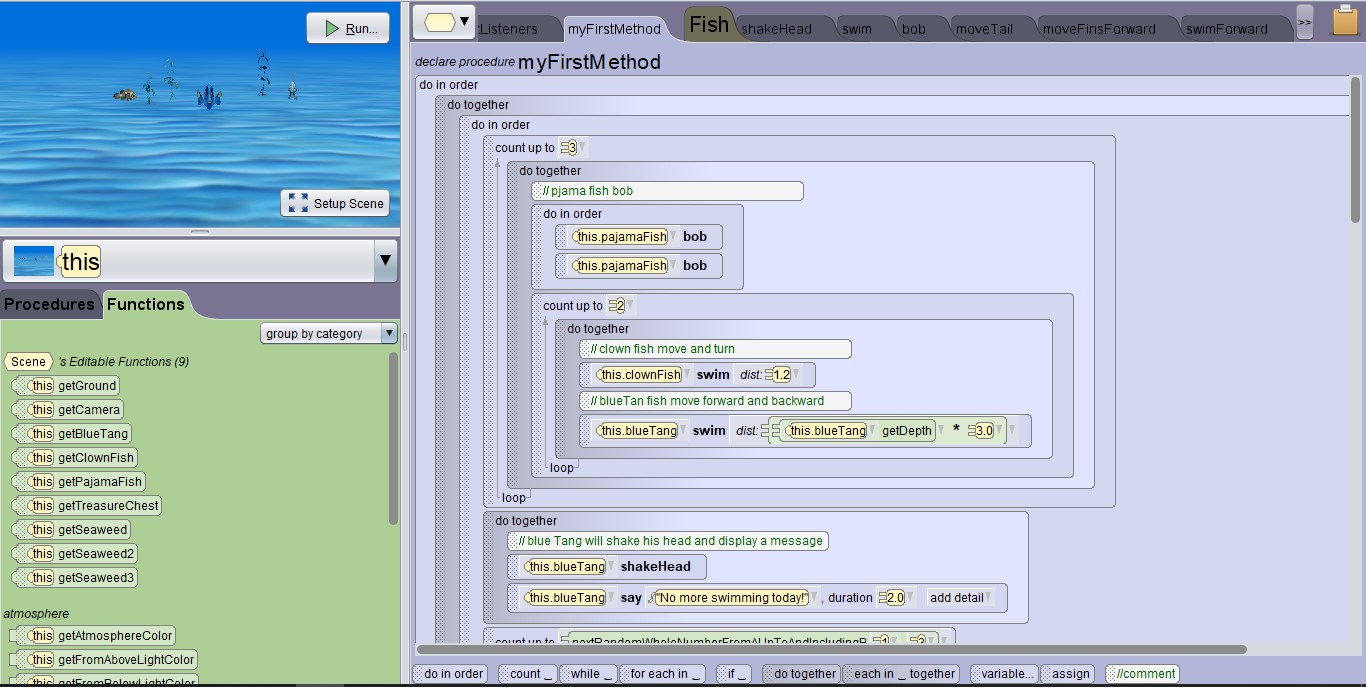 Run...
Setup Scene
this
Procedures Functions
group by category
Scene 's Editable Functions (9)
this getGround
this getCamera
this getBlueTang
this getClownFish
this getPajamaFish
this getTreasureChest
this getSeaweed
this getSeaweed2
this getSeaweed3
atmosphere
this getAtmosphereColor
this getFromAboveLightColor
this getFromBelowLightColor
:Listeners myFirstMethod Fish shakeHead swim bob moveTail moveFinsForward swimForward >>
declare procedure myFirstMethod
do in order
do together
do in order
count up to 3
do together
// pjama fish bob
do in order
this.pajamaFish bob
this.pajamaFish bob
count up to 2
do together
// clown fish move and turn
this.clownFish swim dist: 1.2
// blueTan fish move forward and backward
this.blueTang swim dist: this.blueTang getDepth * 3.0
loop
loop
do together
// blue Tang will shake his head and display a message
this.blueTang shakeHead
this.blueTang say "No more swimming today!" , duration 2.0 add detail
count up to nextRandomWholeNumberFromAUpToAndIncludingB 1 3
do in order count _ while _ for each in _ if _ do together each in _ together variable... assign //comment